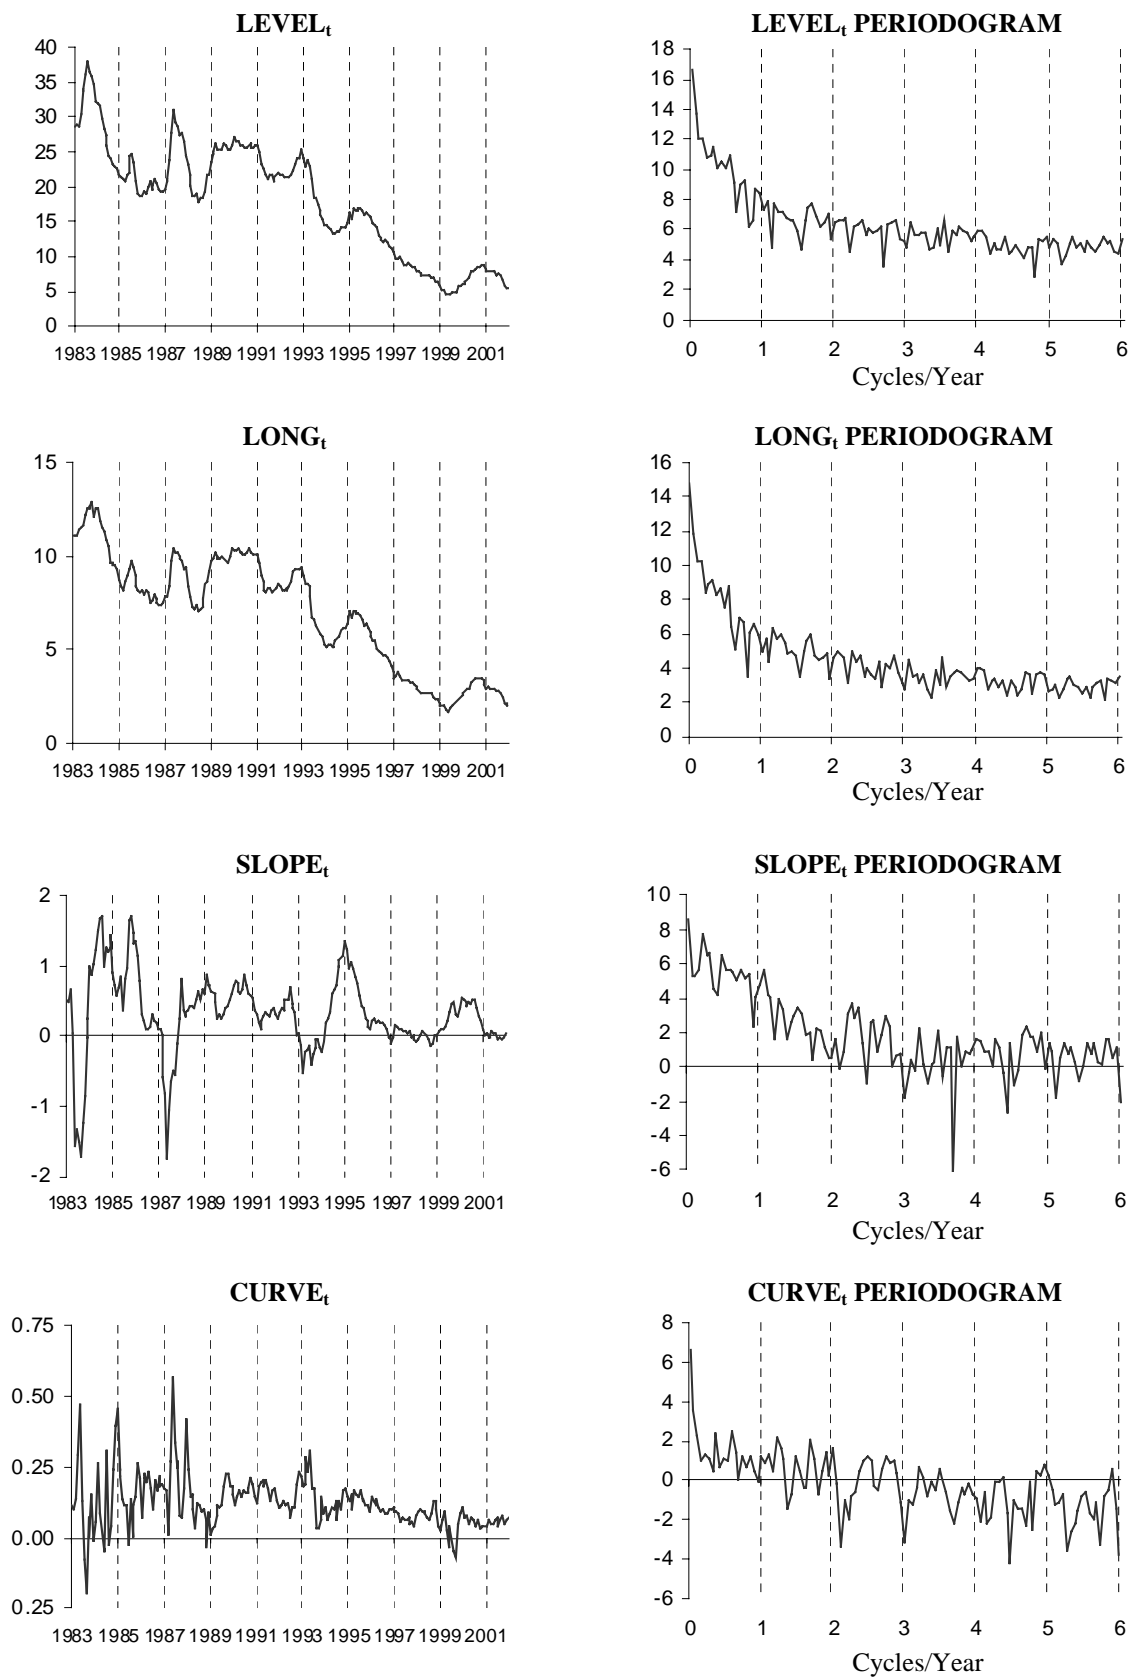 LEVELt
40
35
30
25
20
15
10
5
0
1983 1985 1987 1989 1991 1993 1995 1997 1999 2001
LEVELt PERIODOGRAM
18
16
14
12
10
8
6
4
2
0
0 1 2 3 4 5 6
Cycles/Year
LONGt
15
10
5
0
1983 1985 1987 1989 1991 1993 1995 1997 1999 2001
LONGt PERIODOGRAM
16
14
12
10
8
6
4
2
0
0 1 2 3 4 5 6
Cycles/Year
SLOPEt
2
1
0
-1
-2
1983 1985 1987 1989 1991 1993 1995 1997 1999 2001
SLOPEt PERIODOGRAM
10
8
6
4
2
0
-2
-4
-6
0 1 2 3 4 5 6
Cycles/Year
CURVEt
0.75
0.50
0.25
0.00
0.25
1983 1985 1987 1989 1991 1993 1995 1997 1999 2001
CURVEt PERIODOGRAM
8
6
4
2
0
-2
-4
-6
0 1 2 3 4 5 6
Cycles/Year